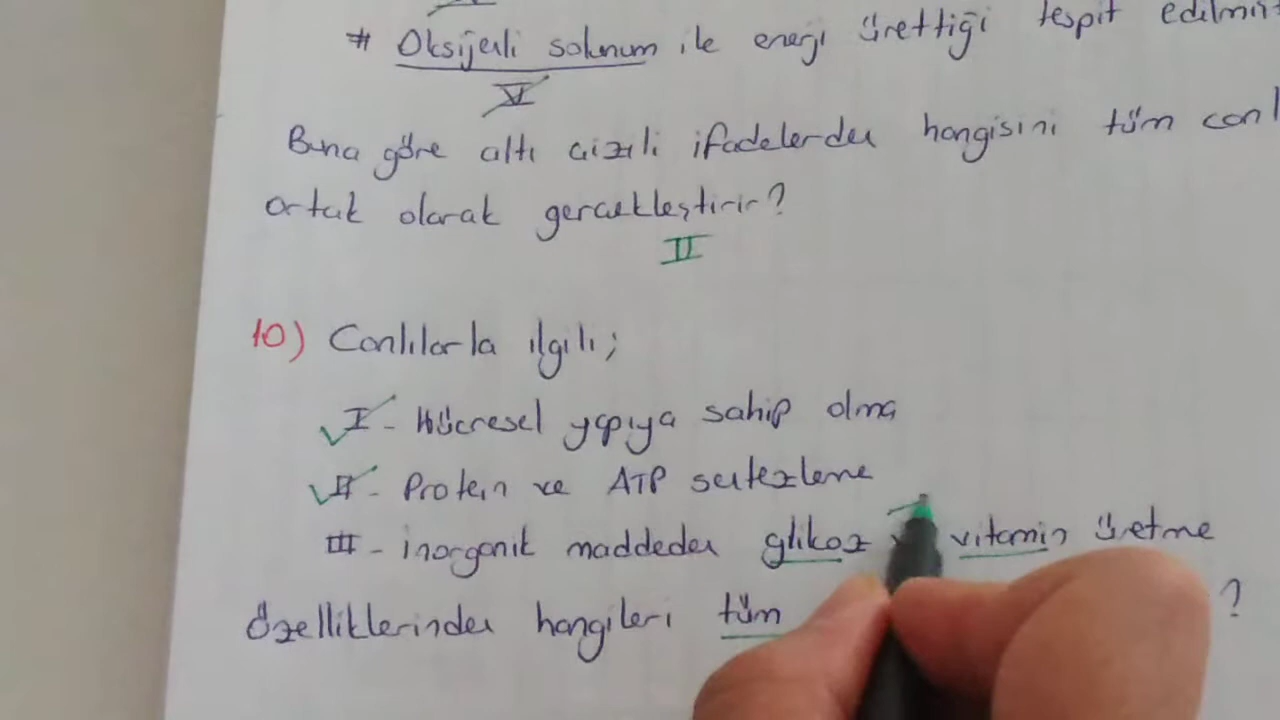 # Oksijenli solunum ile enerji ürettiği tespit edilmiş
V
Buna göre altı çizili ifadelerden hangisini tüm canl
ortak olarak gerçekleştirir?
II
10) Canlılarla ilgili;
I - Hücresel yapıya sahip olma
II - Protein ve ATP sentezleme
III - inorganik maddeden glikoz vitamin üretme
özelliklerinden hangileri tüm ?